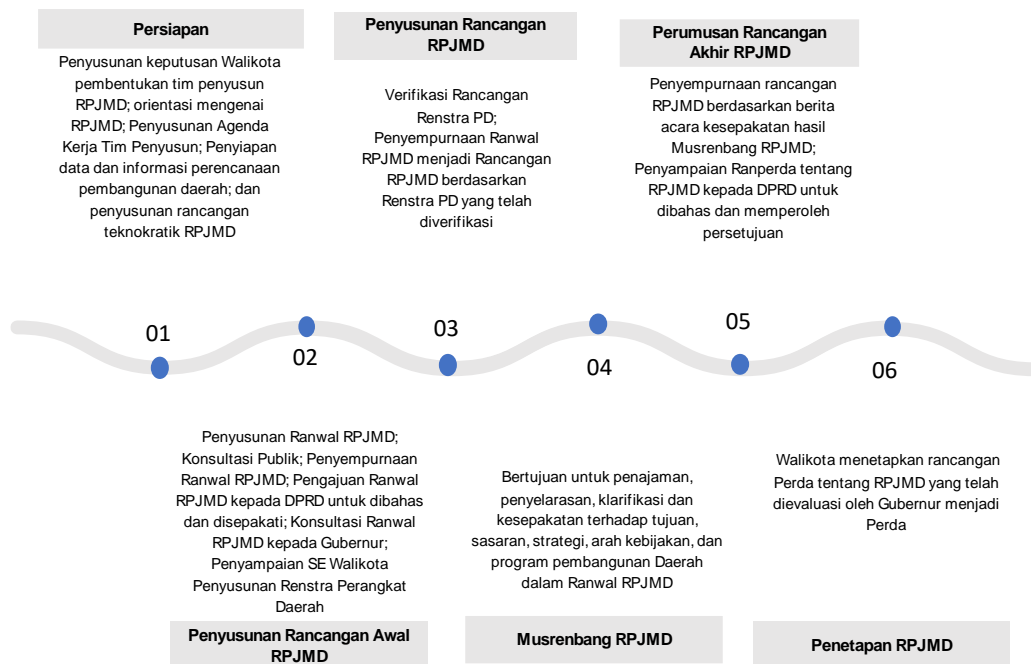 Persiapan
Penyusunan keputusan Walikota
pembentukan tim penyusun
RPJMD; orientasi mengenai
RPJMD; Penyusunan Agenda
Kerja Tim Penyusun; Penyiapan
data dan informasi perencanaan
pembangunan daerah; dan
penyusunan rancangan
teknokratik RPJMD
Penyusunan Rancangan
RPJMD
Verifikasi Rancangan
Renstra PD;
Penyempurnaan Ranwal
RPJMD menjadi Rancangan
RPJMD berdasarkan
Renstra PD yang telah
diverifikasi
Perumusan Rancangan
Akhir RPJMD
Penyempurnaan rancangan
RPJMD berdasarkan berita
acara kesepakatan hasil
Musrenbang RPJMD;
Penyampaian Ranperda tentang
RPJMD kepada DPRD untuk
dibahas dan memperoleh
persetujuan
01
02
03
04
05
06
Penyusunan Ranwal RPJMD;
Konsultasi Publik; Penyempurnaan
Ranwal RPJMD; Pengajuan Ranwal
RPJMD kepada DPRD untuk dibahas
dan disepakati; Konsultasi Ranwal
RPJMD kepada Gubernur;
Penyampaian SE Walikota
Penyusunan Renstra Perangkat
Daerah
Penyusunan Rancangan Awal
RPJMD
Bertujuan untuk penajaman,
penyelarasan, klarifikasi dan
kesepakatan terhadap tujuan,
sasaran, strategi, arah kebijakan, dan
program pembangunan Daerah
dalam Ranwal RPJMD
Musrenbang RPJMD
Walikota menetapkan rancangan
Perda tentang RPJMD yang telah
dievaluasi oleh Gubernur menjadi
Perda
Penetapan RPJMD